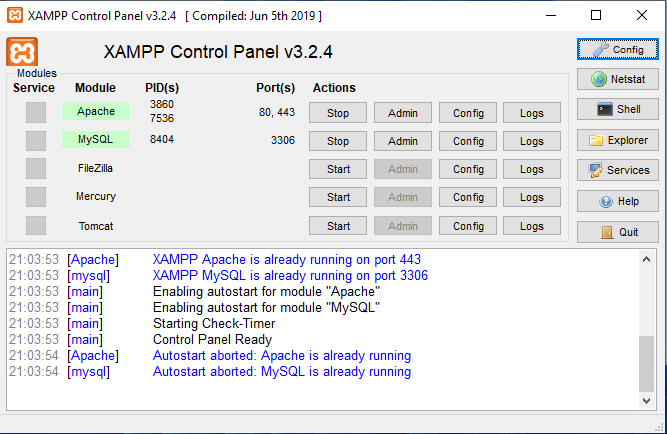 XAMPP Control Panel v3.2.4 [ Compiled: Jun 5th 2019 ]
XAMPP Control Panel v3.2.4
Config
Netstat
Shell
Explorer
Services
Help
Quit
Modules
Service Module PID(s) Port(s) Actions
Apache 3860 7536 80, 443 Stop Admin Config Logs
MySQL 8404 3306 Stop Admin Config Logs
FileZilla Start Admin Config Logs
Mercury Start Admin Config Logs
Tomcat Start Admin Config Logs
21:03:53 [Apache] XAMPP Apache is already running on port 443
21:03:53 [mysql] XAMPP MySQL is already running on port 3306
21:03:53 [main] Enabling autostart for module "Apache"
21:03:53 [main] Enabling autostart for module "MySQL"
21:03:53 [main] Starting Check-Timer
21:03:53 [main] Control Panel Ready
21:03:54 [Apache] Autostart aborted: Apache is already running
21:03:54 [mysql] Autostart aborted: MySQL is already running